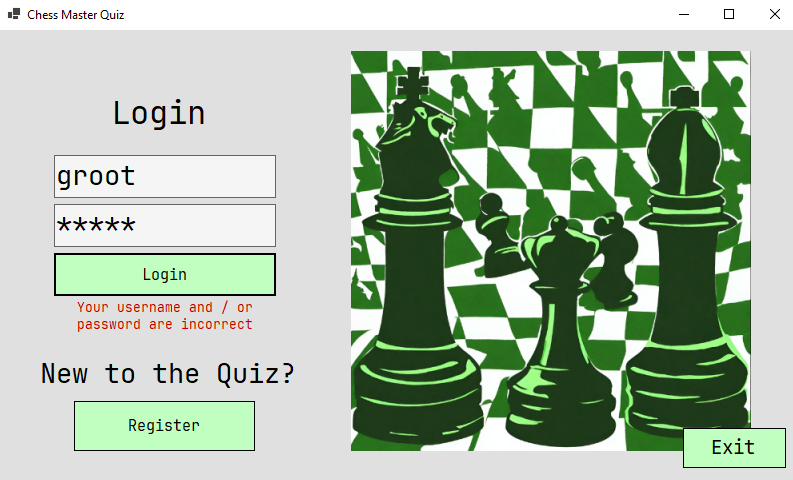 Chess Master Quiz
Login
groot
*****
Login
Your username and / or
password are incorrect
New to the Quiz?
Register
Exit